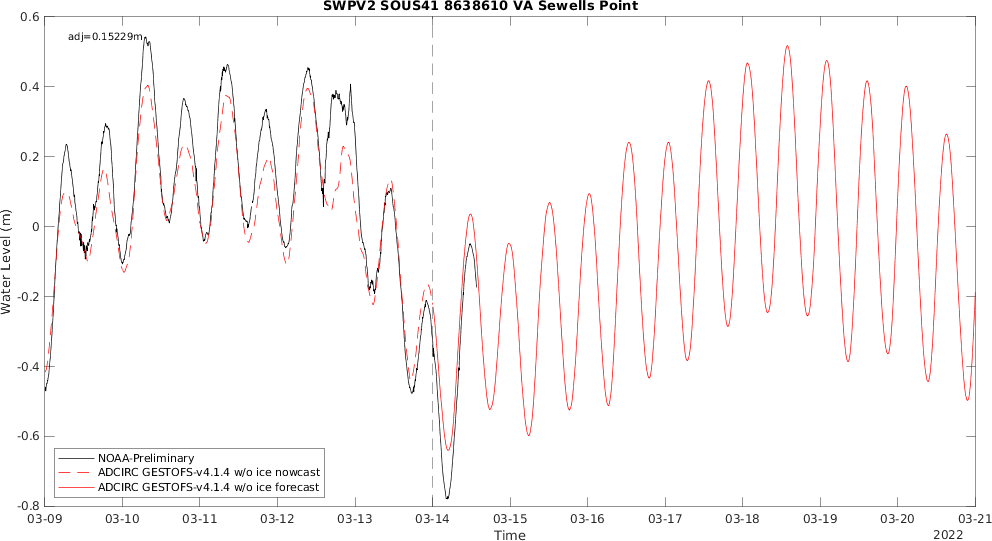 SWPV2 SOUS41 8638610 VA Sewells Point
adj=0.15229m
0.6
0.4
0.2
0
-0.2
-0.4
-0.6
-0.8
Water Level (m)
NOAA-Preliminary
ADCIRC GESTOFS-v4.1.4 w/o ice nowcast
ADCIRC GESTOFS-v4.1.4 w/o ice forecast
03-09 03-10 03-11 03-12 03-13 03-14 03-15 03-16 03-17 03-18 03-19 03-20 03-21
Time
2022